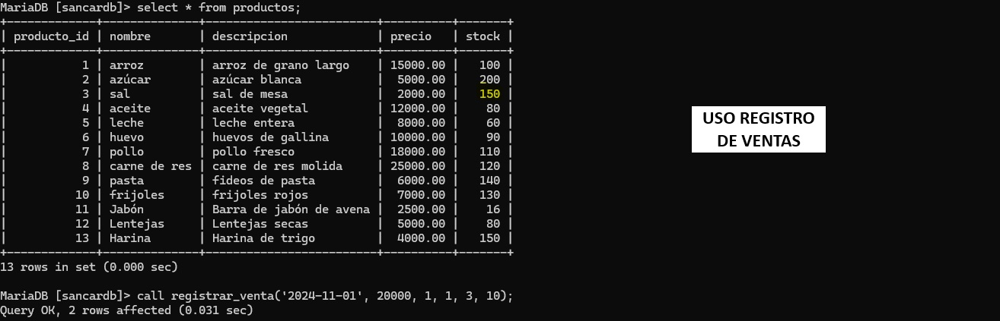 MariaDB [sancardb]> select * from productos;
+-------------+--------------+-------------------------+----------+-------+
| producto_id | nombre       | descripcion             | precio   | stock |
+-------------+--------------+-------------------------+----------+-------+
|           1 | arroz        | arroz de grano largo    | 15000.00 |   100 |
|           2 | azúcar       | azúcar blanca           |  5000.00 |   200 |
|           3 | sal          | sal de mesa             |  2000.00 |   150 |
|           4 | aceite       | aceite vegetal          | 12000.00 |    80 |
|           5 | leche        | leche entera            |  8000.00 |    60 |
|           6 | huevo        | huevos de gallina       | 10000.00 |    90 |
|           7 | pollo        | pollo fresco            | 18000.00 |   110 |
|           8 | carne de res | carne de res molida     | 25000.00 |   120 |
|           9 | pasta        | fideos de pasta         |  6000.00 |   140 |
|          10 | frijoles     | frijoles rojos          |  7000.00 |   130 |
|          11 | Jabón        | Barra de jabón de avena |  2500.00 |    16 |
|          12 | Lentejas     | Lentejas secas          |  5000.00 |    80 |
|          13 | Harina       | Harina de trigo         |  4000.00 |   150 |
+-------------+--------------+-------------------------+----------+-------+
13 rows in set (0.000 sec)
MariaDB [sancardb]> call registrar_venta('2024-11-01', 20000, 1, 1, 3, 10);
Query OK, 2 rows affected (0.031 sec)
USO REGISTRO
DE VENTAS